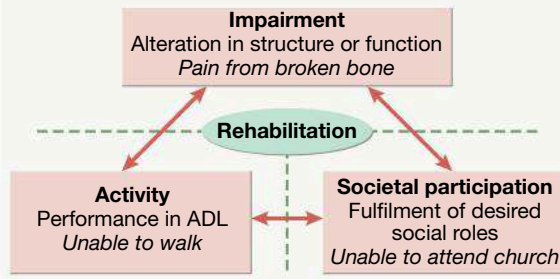 Impairment
Alteration in structure or function
Pain from broken bone
Rehabilitation
Activity
Performance in ADL
Unable to walk
Societal participation
Fulfilment of desired
social roles
Unable to attend church